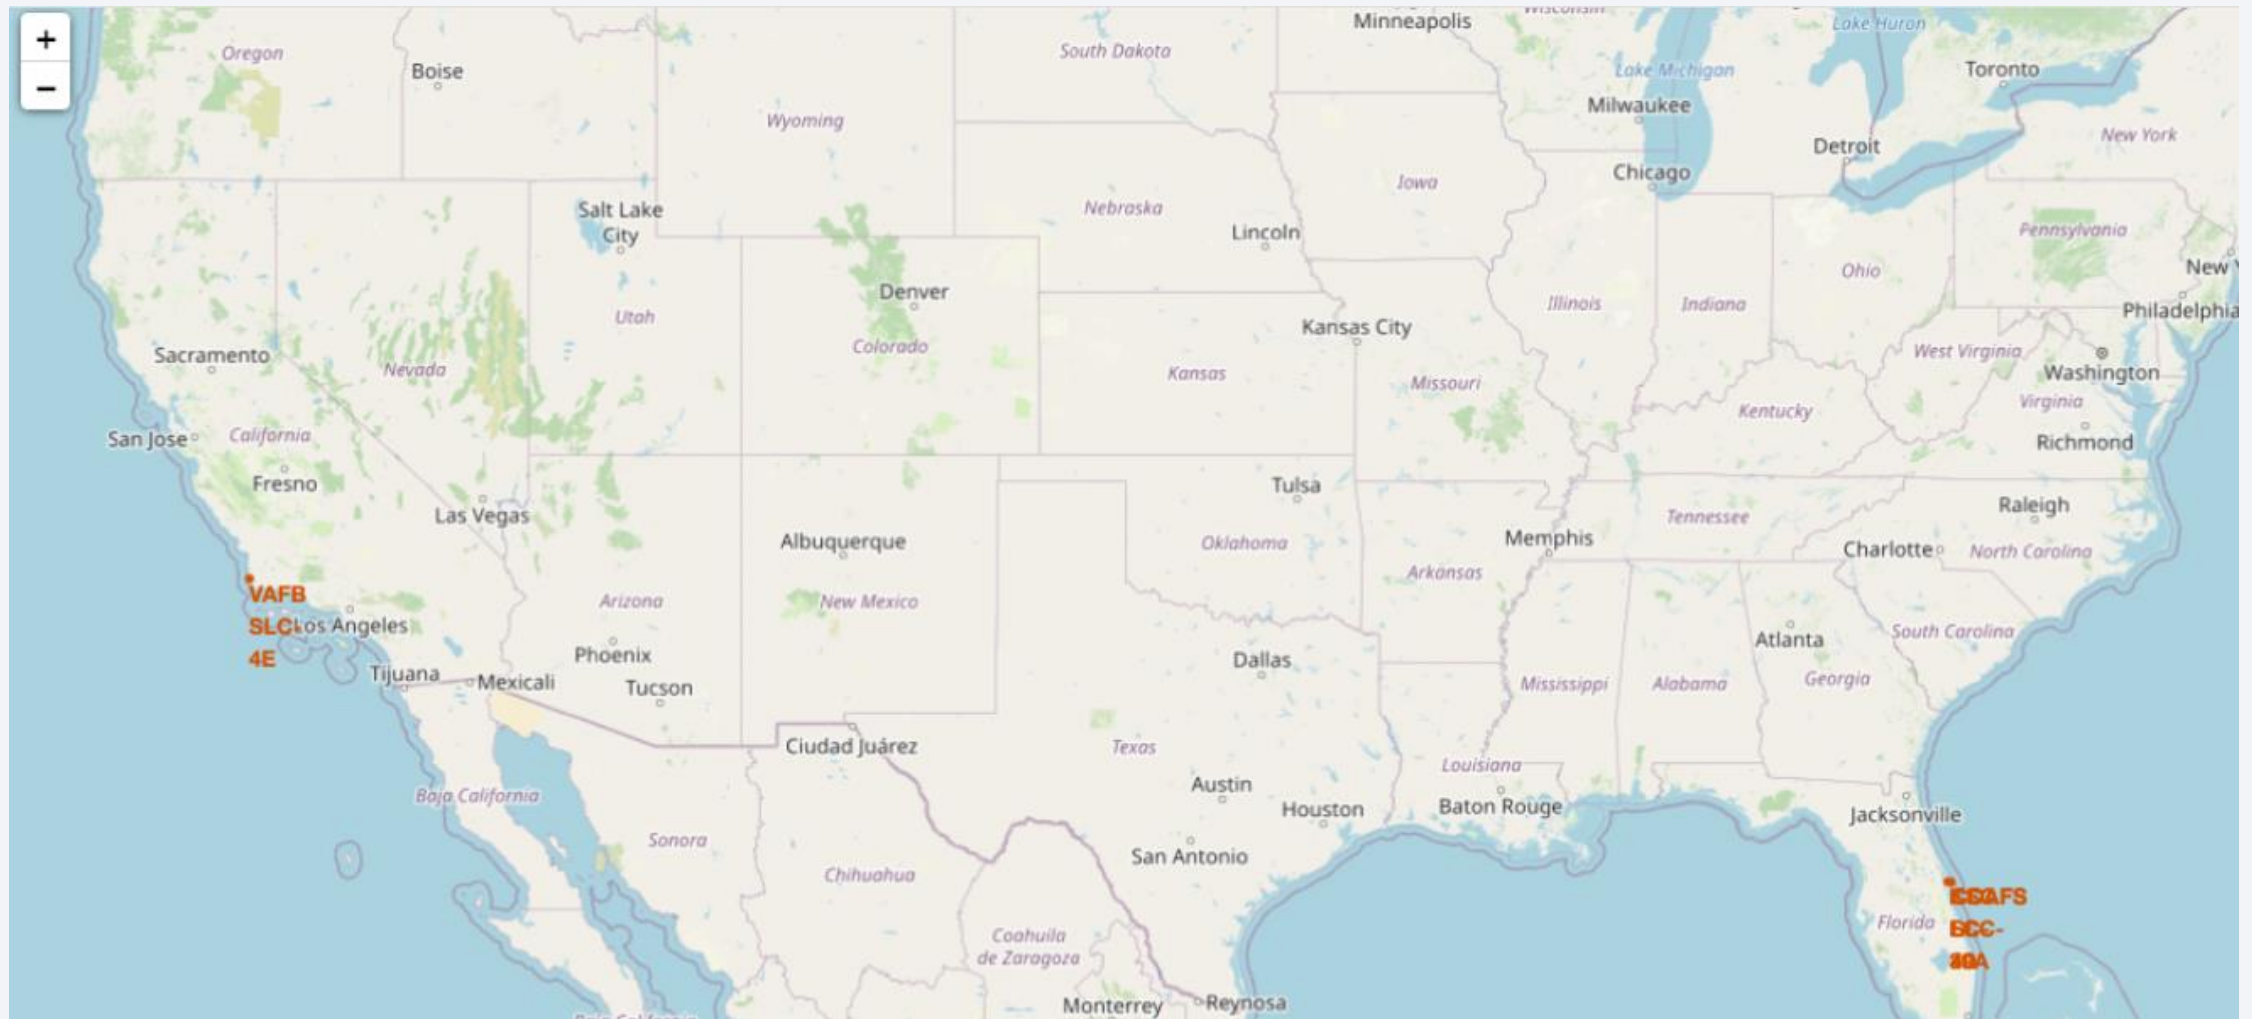 Minneapolis
Wisconsin
Lake Huron
+
Oregon
South Dakota
Boise
Lake Michigan
Toronto
−
Milwaukee
Wyoming
New York
Detroit
Chicago
Iowa
Salt Lake
City
Nebraska
Lincoln
Pennsylvania
New
Ohio
Denver
Illinois
Indiana
Philadelphia
Utah
Kansas City
Colorado
Sacramento
West Virginia
Nevada
Kansas
Washington
Missouri
Virginia
Kentucky
San Jose
California
Richmond
Fresno
Tulsa
Las Vegas
Raleigh
Tennessee
Albuquerque
Oklahoma
Memphis
Charlotte
North Carolina
Arkansas
VAFB
SLC-
4E
Los Angeles
Arizona
New Mexico
South Carolina
Atlanta
Phoenix
Dallas
Tijuana
Mexicali
Tucson
Mississippi
Alabama
Georgia
Ciudad Juárez
Texas
Louisiana
Austin
Baja California
Houston
Baton Rouge
Jacksonville
Sonora
San Antonio
Chihuahua
Florida
Coahuila
de Zaragoza
Monterrey
Reynosa
Baja California